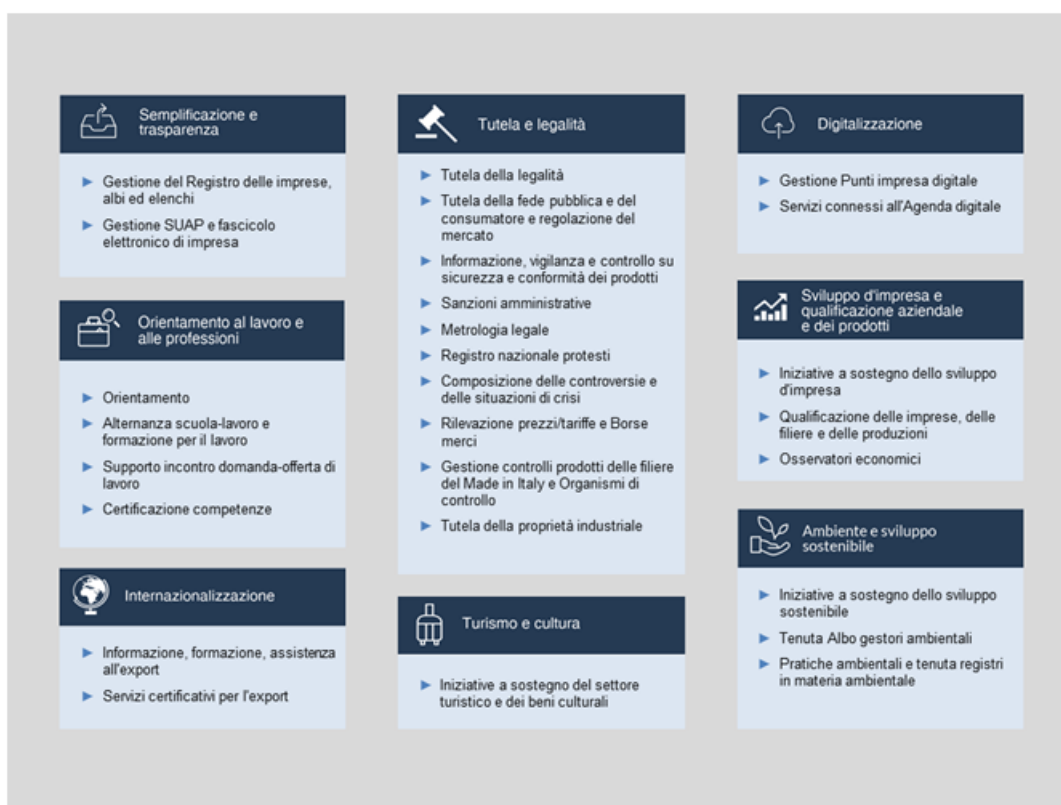 Semplificazione e
trasparenza
Gestione del Registro delle imprese,
albi ed elenchi
Gestione SUAP e fascicolo
elettronico di impresa
Orientamento al lavoro e
alle professioni
Orientamento
Alternanza scuola-lavoro e
formazione per il lavoro
Supporto incontro domanda-offerta di
lavoro
Certificazione competenze
Internazionalizzazione
Informazione, formazione, assistenza
all'export
Servizi certificativi per l'export
Tutela e legalità
Tutela della legalità
Tutela della fede pubblica e del
consumatore e regolazione del
mercato
Informazione, vigilanza e controllo su
sicurezza e conformità dei prodotti
Sanzioni amministrative
Metrologia legale
Registro nazionale protesti
Composizione delle controversie e
delle situazioni di crisi
Rilevazione prezzi/tariffe e Borse
merci
Gestione controlli prodotti delle filiere
del Made in Italy e Organismi di
controllo
Tutela della proprietà industriale
Turismo e cultura
Iniziative a sostegno del settore
turistico e dei beni culturali
Digitalizzazione
Gestione Punti impresa digitale
Servizi connessi all'Agenda digitale
Sviluppo d'impresa e
qualificazione aziendale
e dei prodotti
Iniziative a sostegno dello sviluppo
d'impresa
Qualificazione delle imprese, delle
filiere e delle produzioni
Osservatori economici
Ambiente e sviluppo
sostenibile
Iniziative a sostegno dello sviluppo
sostenibile
Tenuta Albo gestori ambientali
Pratiche ambientali e tenuta registri
in materia ambientale